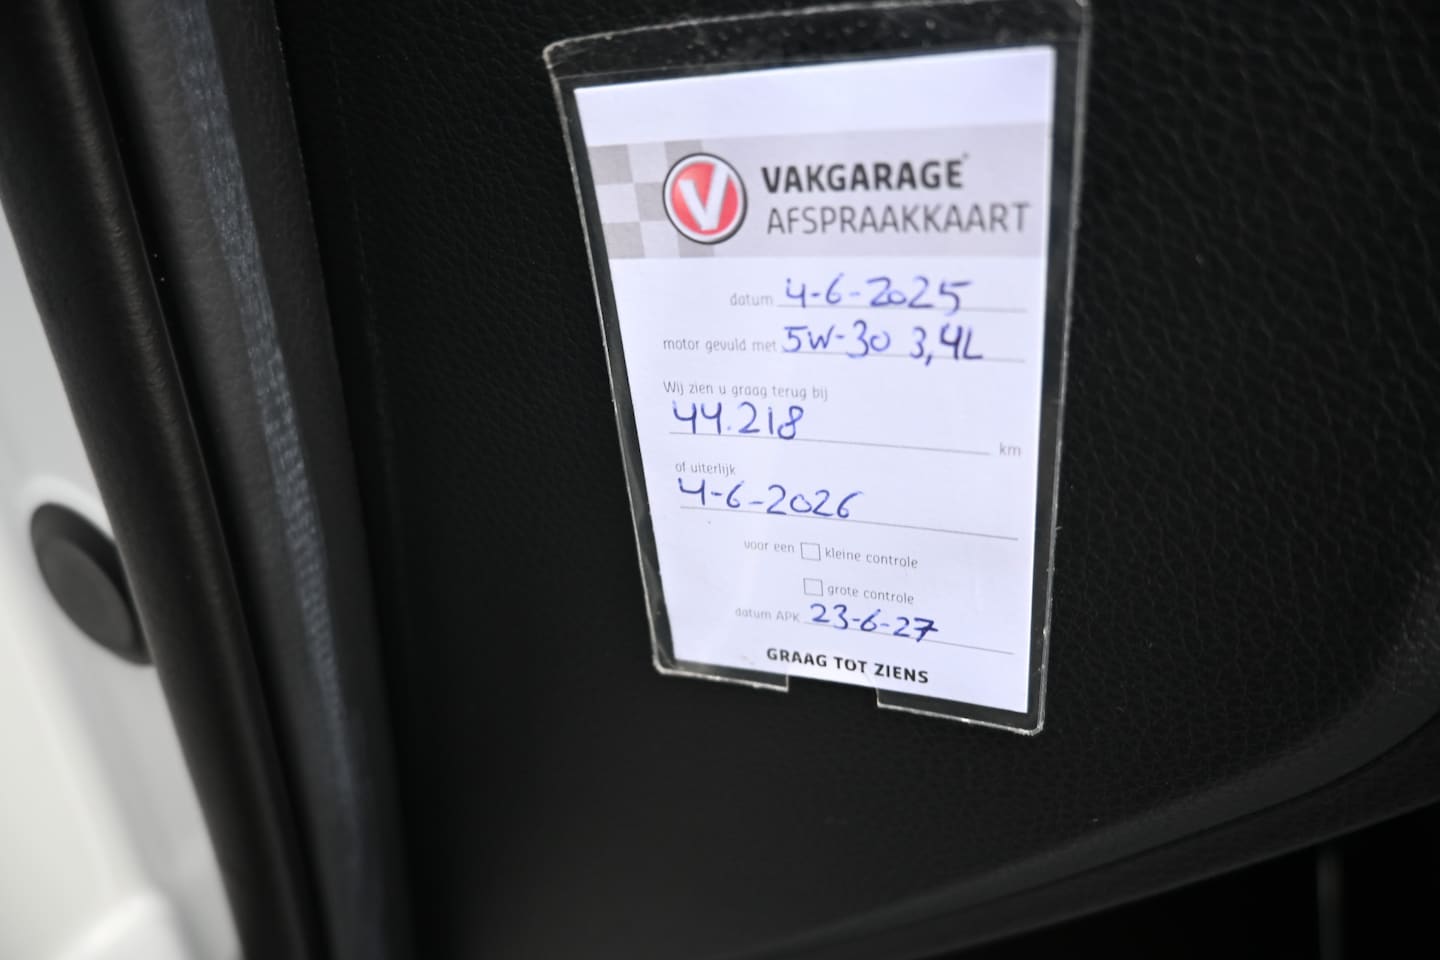 V
VAKGARAGE
AFSPRAAKKAART
datum 4-6-2025
motor gevuld met 5W-30 3,4L
Wij zien u graag terug bij
44.218 km
of uiterlijk
4-6-2026
voor een kleine controle
grote controle
datum APK 23-6-27
GRAAG TOT ZIENS